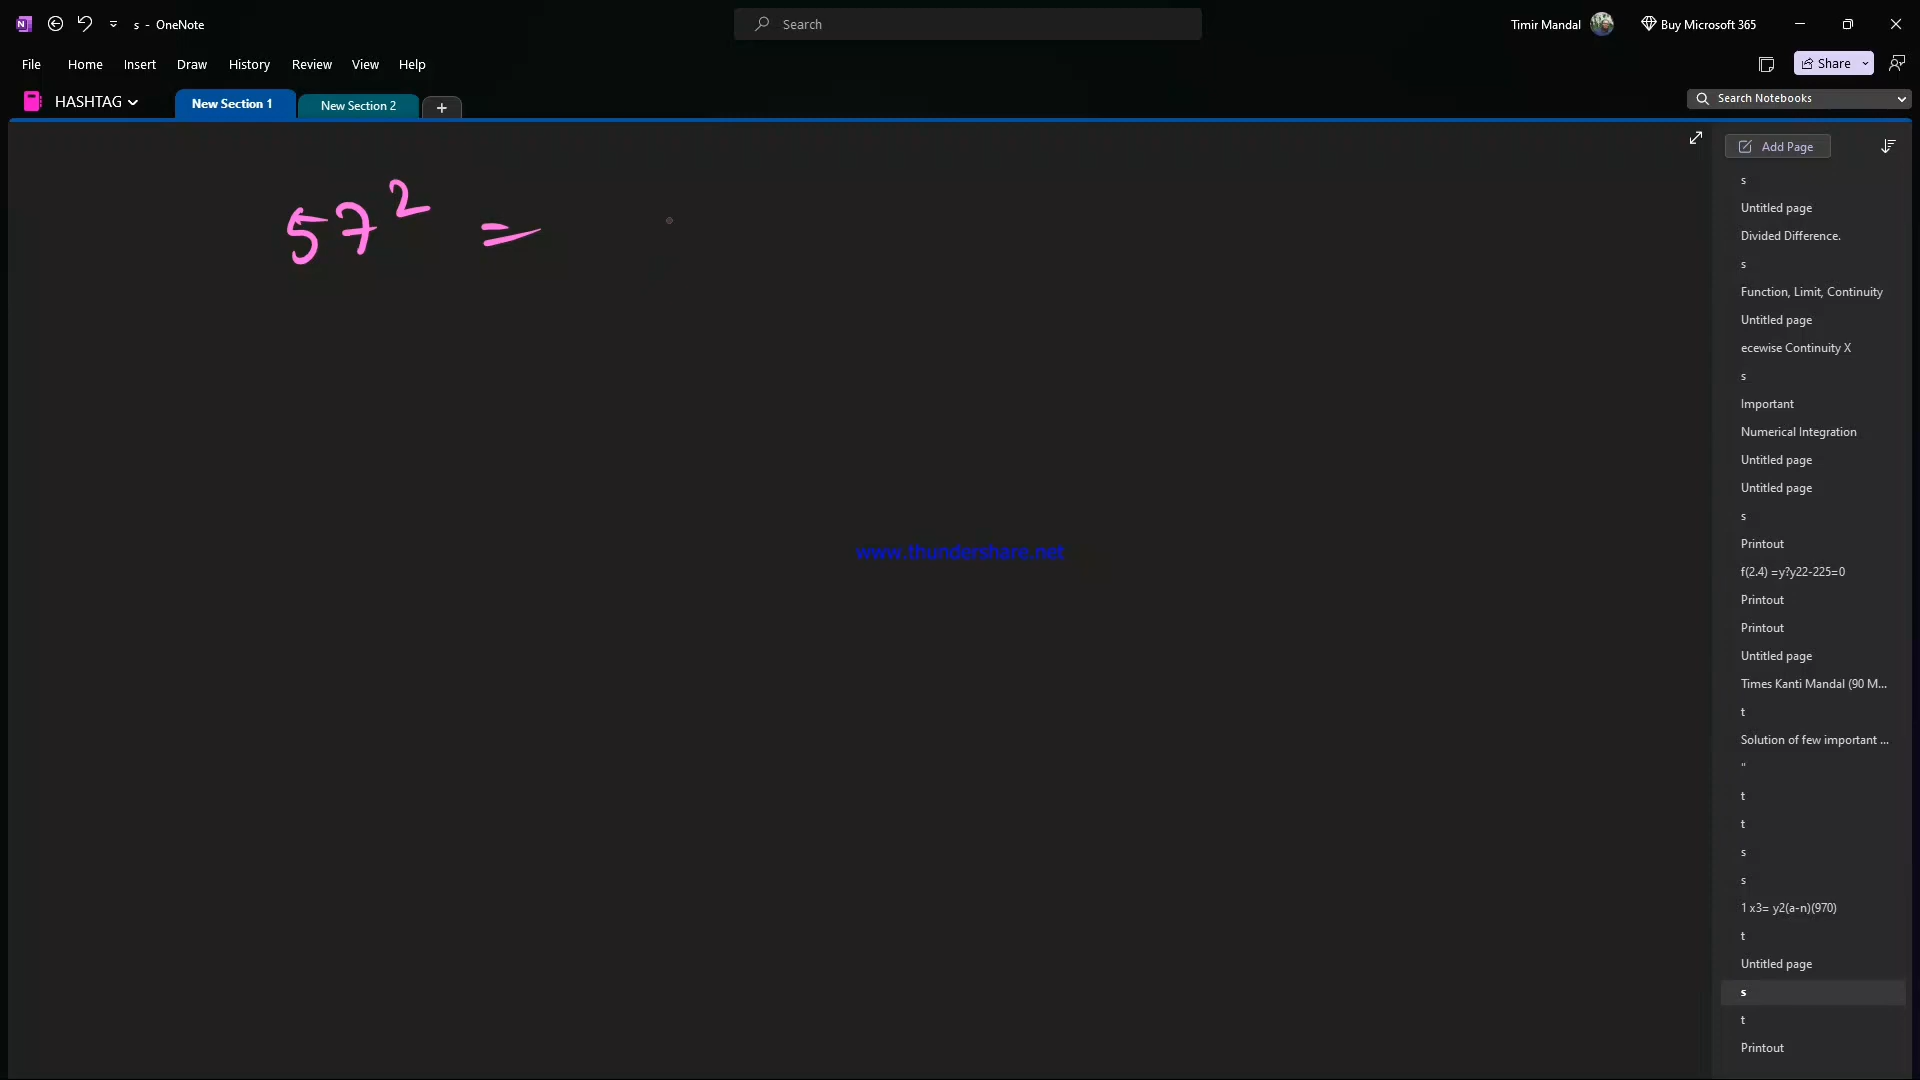 s - OneNote
Search
Timir Mandal
Buy Microsoft 365
File Home Insert Draw History Review View Help
Share
HASHTAG
New Section 1
New Section 2
+
Search Notebooks
Add Page
57² =
www.thundershare.net
s
Untitled page
Divided Difference.
s
Function, Limit, Continuity
Untitled page
ecewise Continuity X
s
Important
Numerical Integration
Untitled page
Untitled page
s
Printout
f(2.4) =y?y22-225=0
Printout
Printout
Untitled page
Times Kanti Mandal (90 M...
t
Solution of few important ...
"
t
t
s
s
1 x3= y2(a-n)(970)
t
Untitled page
s
t
Printout